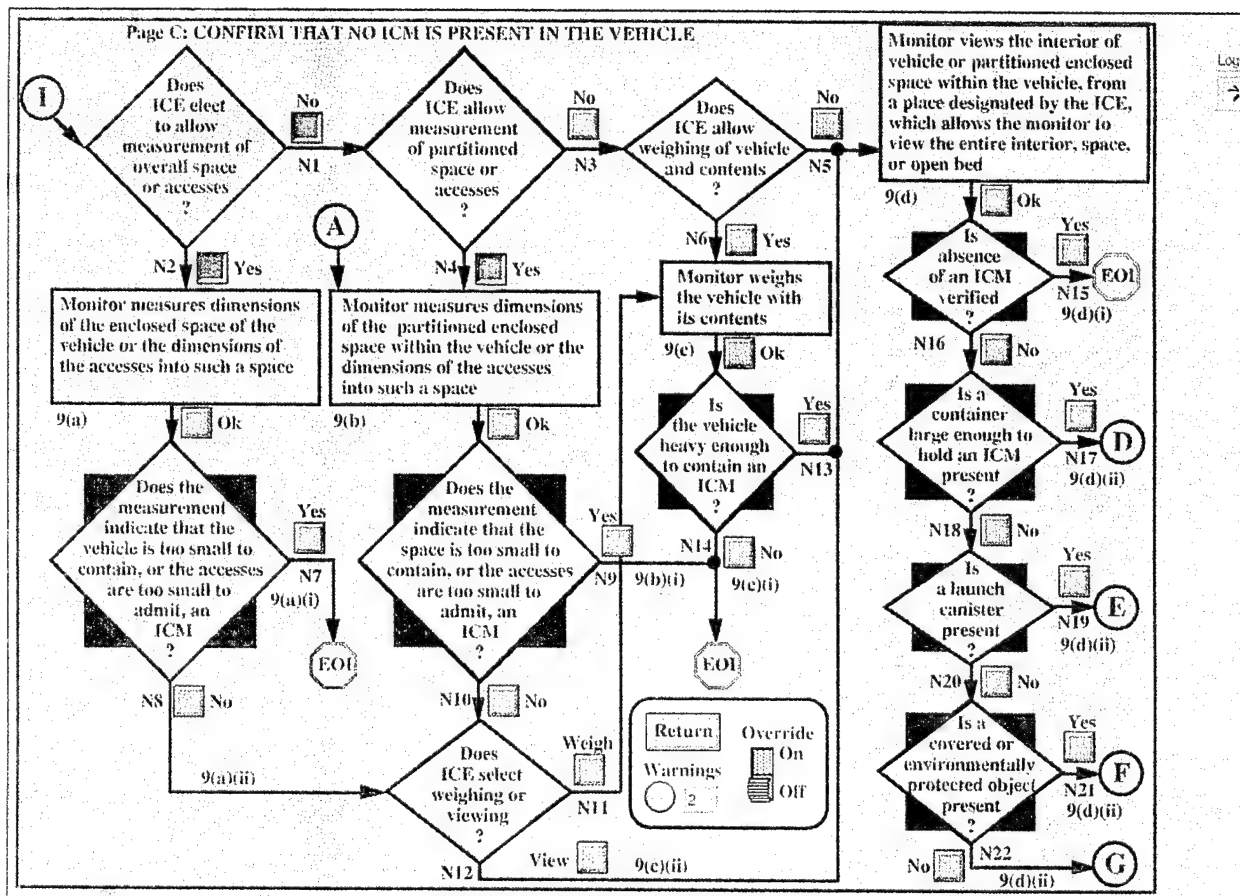 Page C: CONFIRM THAT NO ICM IS PRESENT IN THE VEHICLE
I
Does
ICE elect
to allow
measurement of
overall space
or accesses
?
No
N1
Does
ICE allow
measurement
of partitioned
space or
accesses
?
No
N3
Does
ICE allow
weighing of vehicle
and contents
?
No
N5
Monitor views the interior of
vehicle or partitioned enclosed
space within the vehicle, from
a place designated by the ICE,
which allows the monitor to
view the entire interior, space,
or open bed
Log
9(d)
Ok
N2
Yes
A
N4
Yes
N6
Yes
Monitor measures dimensions
of the enclosed space of the
vehicle or the dimensions of
the accesses into such a space
9(a)
Ok
Monitor measures dimensions
of the partitioned enclosed
space within the vehicle or the
dimensions of the accesses
into such a space
9(b)
Ok
Monitor weighs
the vehicle with
its contents
9(c)
Ok
Is
absence
of an ICM
verified
?
Yes
EOI
N15
9(d)(i)
N16
No
Is
the vehicle
heavy enough
to contain an
ICM
?
Yes
N13
N14
No
9(c)(i)
EOI
Is a
container
large enough to
hold an ICM
present
?
Yes
D
N17
9(d)(ii)
N18
No
Does the
measurement
indicate that the
vehicle is too small to
contain, or the accesses
are too small to
admit, an
ICM
?
Yes
N7
9(a)(i)
EOI
N8
No
9(a)(ii)
Does the
measurement
indicate that the
space is too small to
contain, or the accesses
are too small to
admit, an
ICM
?
Yes
N9
9(b)(i)
N10
No
Is
a launch
canister
present
?
Yes
E
N19
9(d)(ii)
N20
No
Does
ICE select
weighing or
viewing
?
Weigh
N11
N12
View
9(c)(ii)
Return
Override
On
Off
Warnings
2
Is a
covered or
environmentally
protected object
present
?
Yes
F
N21
9(d)(ii)
No
N22
9(d)(ii)
G